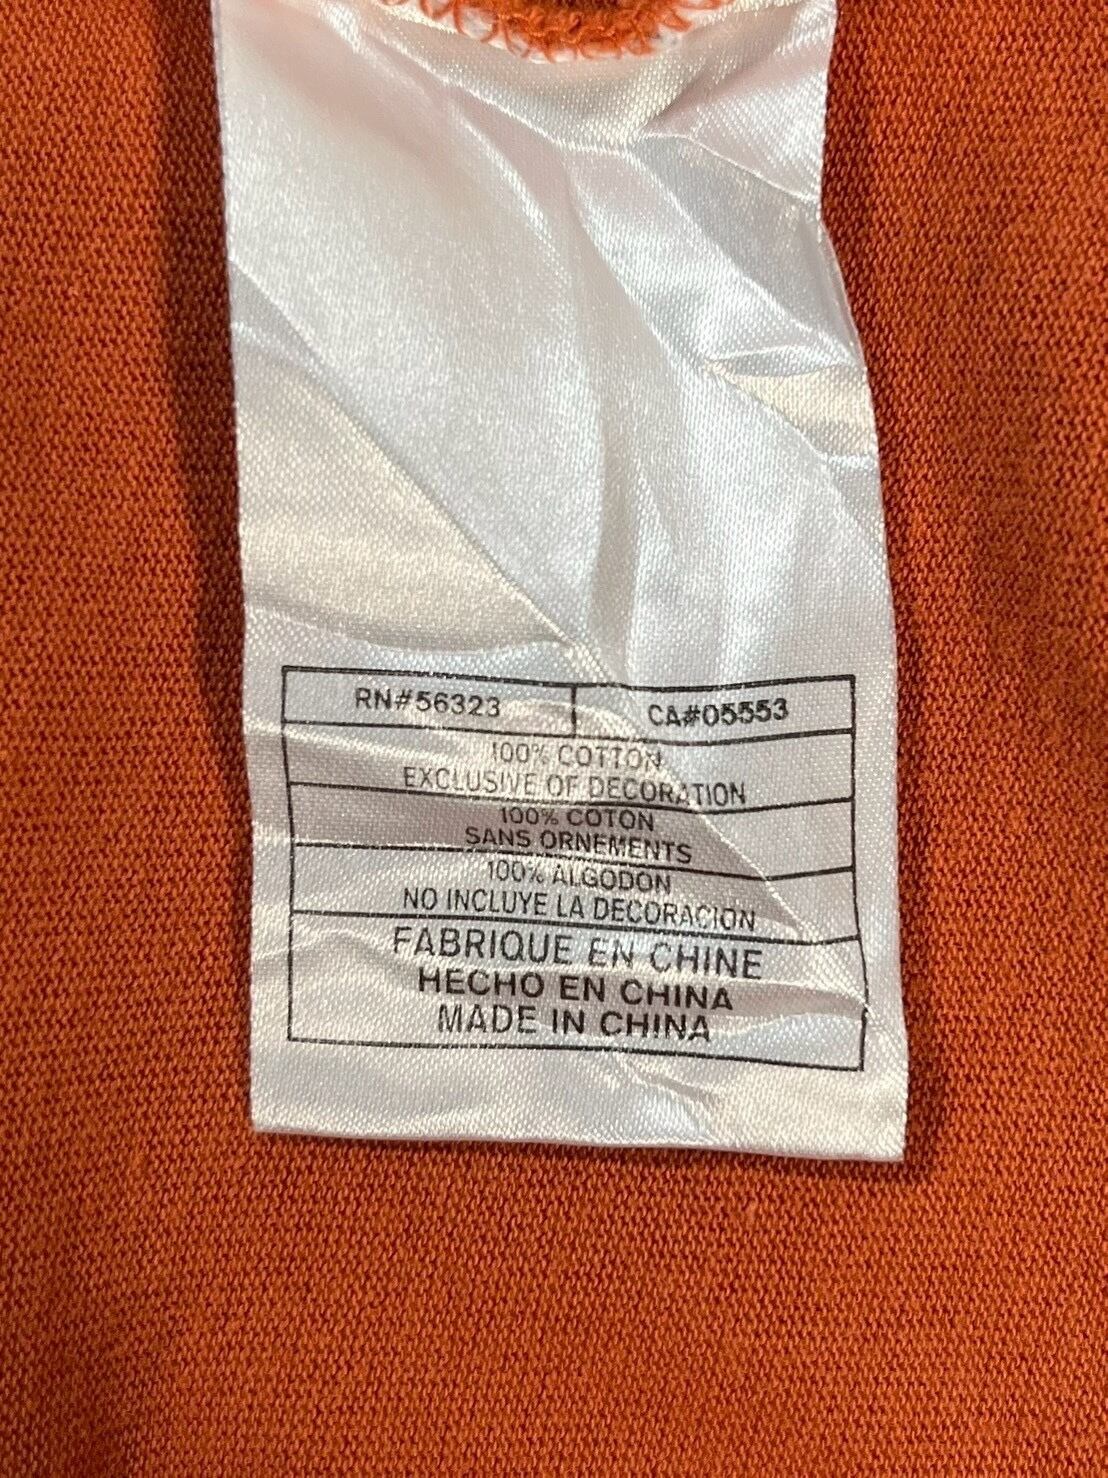 RN#56323 CA#05553
100% COTTON
EXCLUSIVE OF DECORATION
100% COTON
SANS ORNEMENTS
100% ALGODON
NO INCLUYE LA DECORACION
FABRIQUE EN CHINE
HECHO EN CHINA
MADE IN CHINA